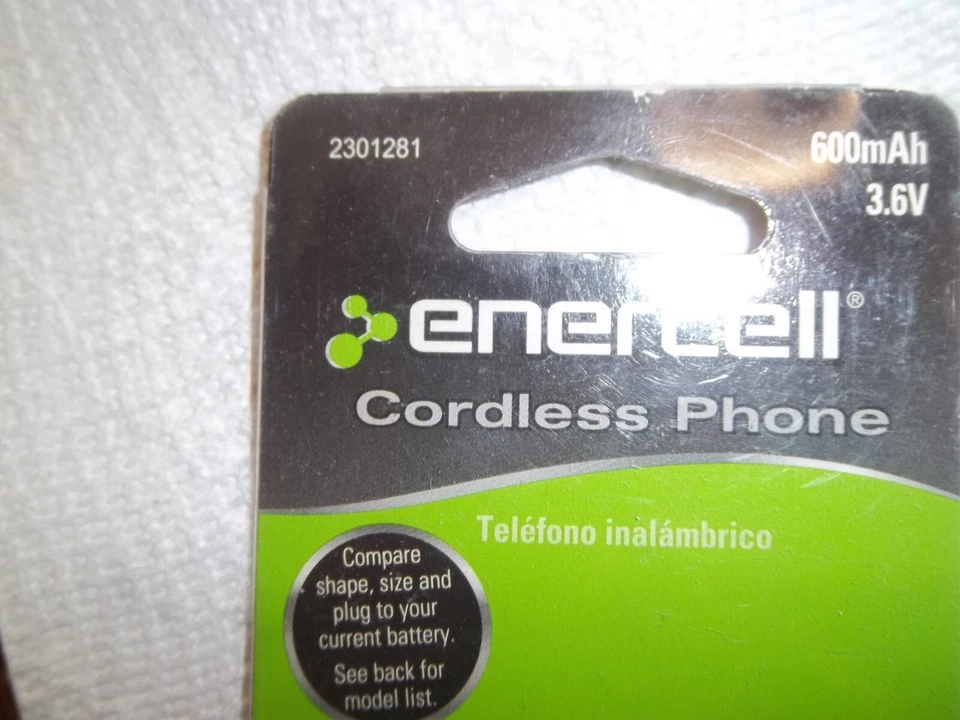 2301281
600mAh
3.6V
enercell®
Cordless Phone
Teléfono inalámbrico
Compare
shape, size and
plug to your
current battery.
See back for
model list.